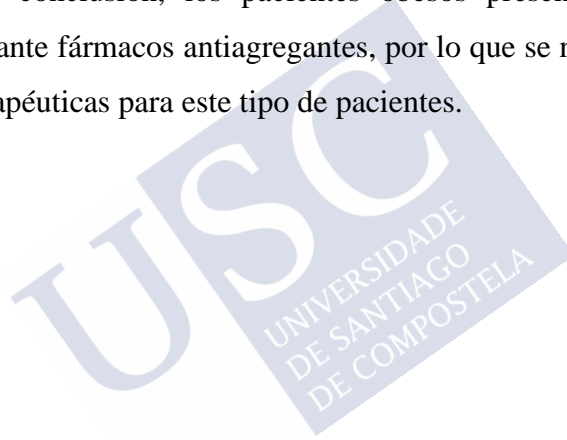 conclusión, los pacientes obesos
ante fármacos antiagregantes, por lo que se
apéuticas para este tipo de pacientes.
USC
UNIVERSIDADE
DE SANTIAGO
DE COMPOSTELA